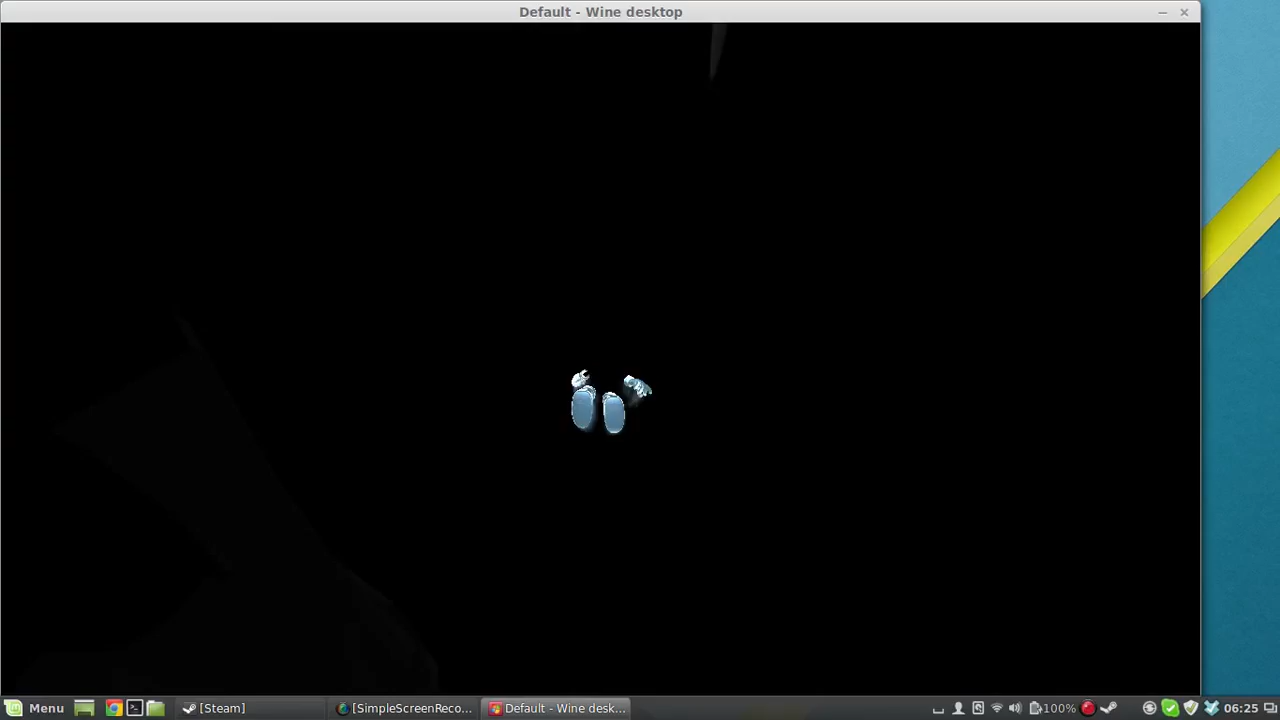 Default - Wine desktop
Menu
[Steam]
[SimpleScreenReco...
Default - Wine desk...
100%
06:25